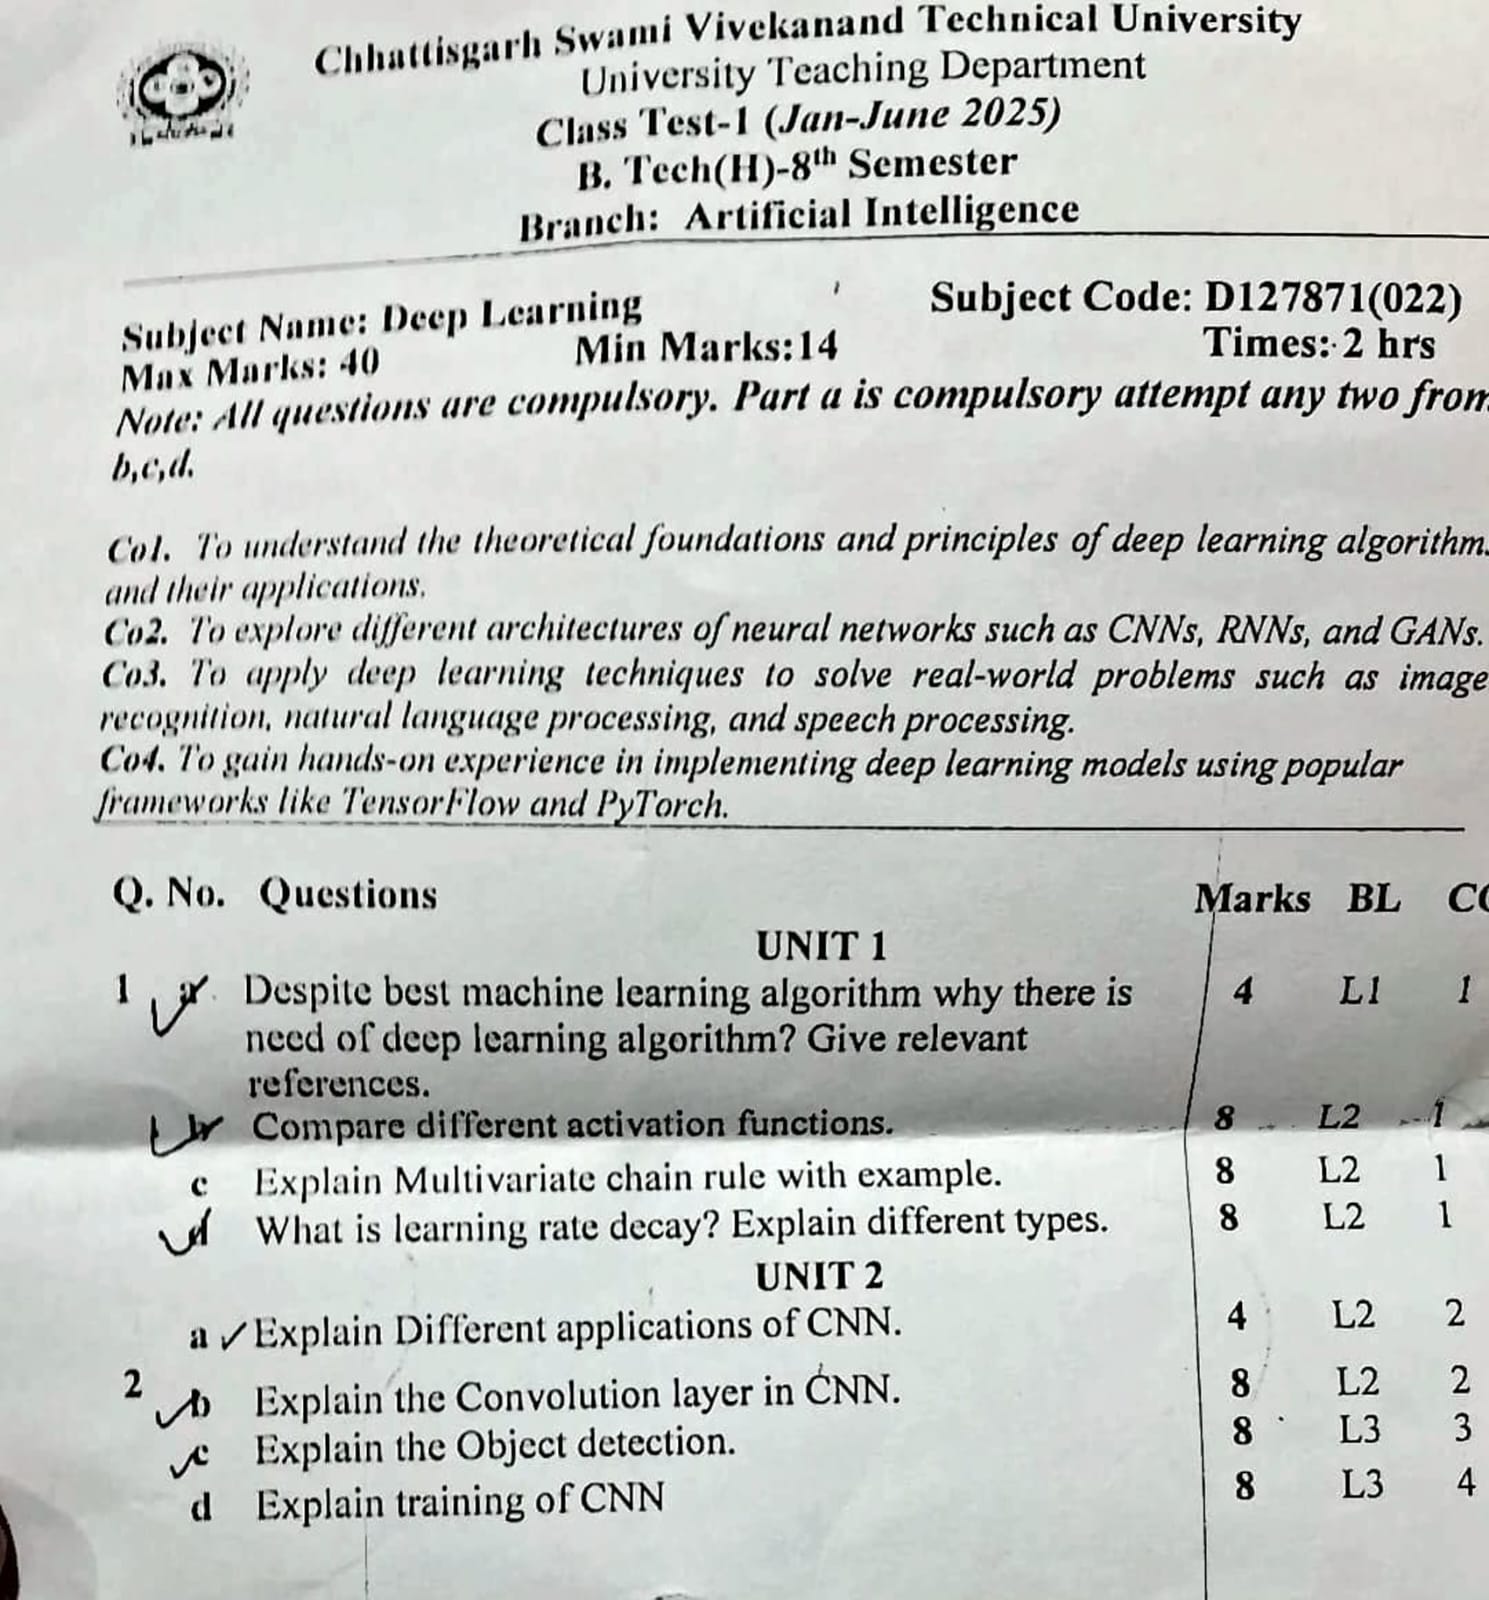 Chhattisgarh Swami Vivekanand Technical University
University Teaching Department
Class Test-1 (Jan-June 2025)
B. Tech(H)-8th Semester
Branch: Artificial Intelligence
Subject Name: Deep Learning Subject Code: D127871(022)
Max Marks: 40 Min Marks:14 Times: 2 hrs
Note: All questions are compulsory. Part a is compulsory attempt any two from
b,c,d.
Co1. To understand the theoretical foundations and principles of deep learning algorithm
and their applications.
Co2. To explore different architectures of neural networks such as CNNs, RNNs, and GANs.
Co3. To apply deep learning techniques to solve real-world problems such as image
recognition, natural language processing, and speech processing.
Co4. To gain hands-on experience in implementing deep learning models using popular
frameworks like TensorFlow and PyTorch.
Q. No. Questions Marks BL CO
UNIT 1
1 a. Despite best machine learning algorithm why there is 4 L1 1
need of deep learning algorithm? Give relevant
references.
b Compare different activation functions. 8 L2 1
c Explain Multivariate chain rule with example. 8 L2 1
d What is learning rate decay? Explain different types. 8 L2 1
UNIT 2
a Explain Different applications of CNN. 4 L2 2
2 b Explain the Convolution layer in CNN. 8 L2 2
c Explain the Object detection. 8 L3 3
d Explain training of CNN 8 L3 4